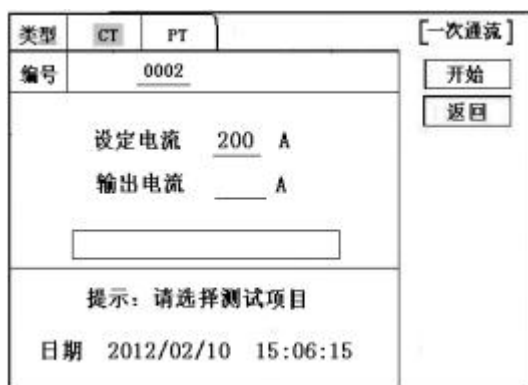 类型 CT PT
[一次通流]
编号 0002
开始
返回
设定电流 200 A
输出电流 A
提示：请选择测试项目
日期 2012/02/10 15:06:15